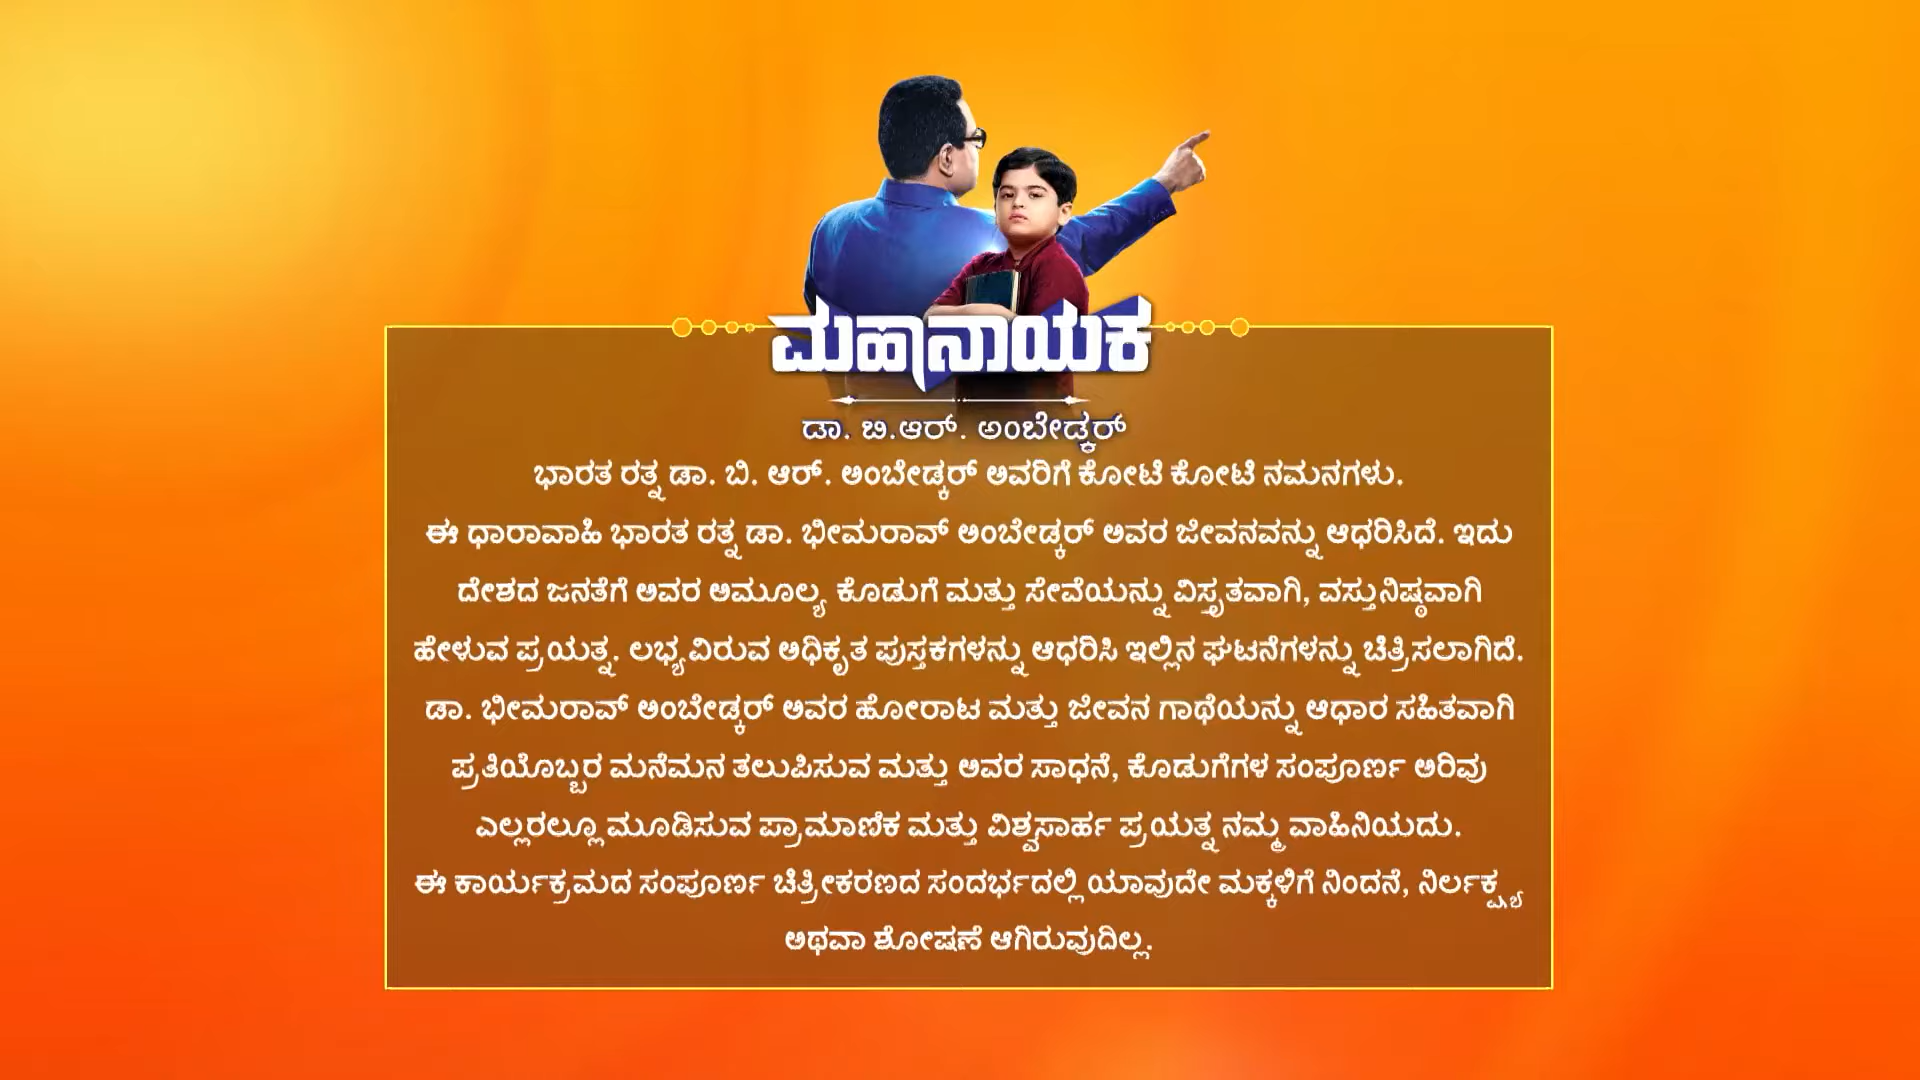 ಮಹಾನಾಯಕ
ಡಾ. ಬಿ.ಆರ್. ಅಂಬೇಡ್ಕರ್
ಭಾರತ ರತ್ನ ಡಾ. ಬಿ. ಆರ್. ಅಂಬೇಡ್ಕರ್ ಅವರಿಗೆ ಕೋಟಿ ಕೋಟಿ ನಮನಗಳು.
ಈ ಧಾರಾವಾಹಿ ಭಾರತ ರತ್ನ ಡಾ. ಭೀಮರಾವ್ ಅಂಬೇಡ್ಕರ್ ಅವರ ಜೀವನವನ್ನು ಆಧರಿಸಿದೆ. ಇದು
ದೇಶದ ಜನತೆಗೆ ಅವರ ಅಮೂಲ್ಯ ಕೊಡುಗೆ ಮತ್ತು ಸೇವೆಯನ್ನು ವಿಸ್ತೃತವಾಗಿ, ವಸ್ತುನಿಷ್ಠವಾಗಿ
ಹೇಳುವ ಪ್ರಯತ್ನ. ಲಭ್ಯವಿರುವ ಅಧಿಕೃತ ಪುಸ್ತಕಗಳನ್ನು ಆಧರಿಸಿ ಇಲ್ಲಿನ ಘಟನೆಗಳನ್ನು ಚಿತ್ರಿಸಲಾಗಿದೆ.
ಡಾ. ಭೀಮರಾವ್ ಅಂಬೇಡ್ಕರ್ ಅವರ ಹೋರಾಟ ಮತ್ತು ಜೀವನ ಗಾಥೆಯನ್ನು ಆಧಾರ ಸಹಿತವಾಗಿ
ಪ್ರತಿಯೊಬ್ಬರ ಮನೆಮನ ತಲುಪಿಸುವ ಮತ್ತು ಅವರ ಸಾಧನೆ, ಕೊಡುಗೆಗಳ ಸಂಪೂರ್ಣ ಅರಿವು
ಎಲ್ಲರಲ್ಲೂ ಮೂಡಿಸುವ ಪ್ರಾಮಾಣಿಕ ಮತ್ತು ವಿಶ್ವಸಾರ್ಹ ಪ್ರಯತ್ನ ನಮ್ಮ ವಾಹಿನಿಯದು.
ಈ ಕಾರ್ಯಕ್ರಮದ ಸಂಪೂರ್ಣ ಚಿತ್ರೀಕರಣದ ಸಂದರ್ಭದಲ್ಲಿ ಯಾವುದೇ ಮಕ್ಕಳಿಗೆ ನಿಂದನೆ, ನಿರ್ಲಕ್ಷ್ಯ
ಅಥವಾ ಶೋಷಣೆ ಆಗಿರುವುದಿಲ್ಲ.